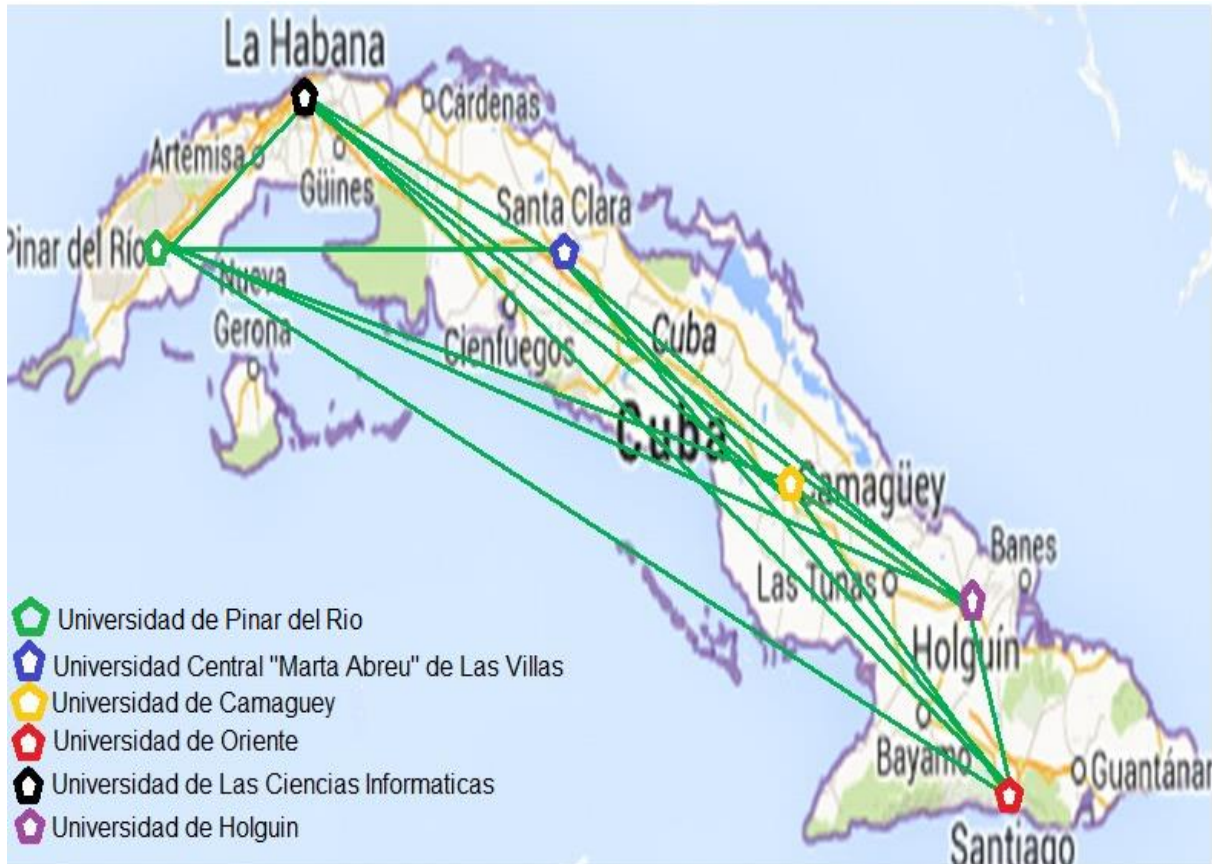 La Habana
Cárdenas
Artemisa
Güines
Santa Clara
Pinar del Río
Nueva
Gerona
Cienfuegos
Cuba
Cuba
Camagüey
Banes
Las Tunas
Holguín
Bayamo
Guantánar
Santiago
Universidad de Pinar del Rio
Universidad Central "Marta Abreu" de Las Villas
Universidad de Camaguey
Universidad de Oriente
Universidad de Las Ciencias Informaticas
Universidad de Holguin